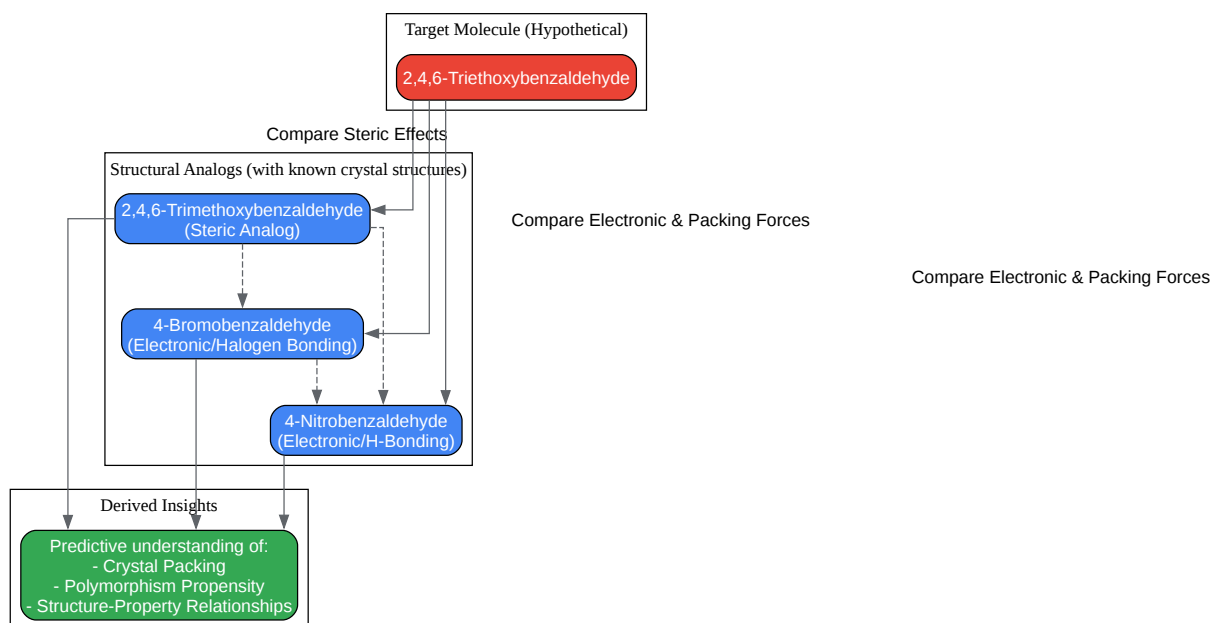 Target Molecule (Hypothetical)
2,4,6-Triethoxybenzaldehyde
Compare Steric Effects
Structural Analogs (with known crystal structures)
2,4,6-Trimethoxybenzaldehyde
(Steric Analog)
Compare Electronic & Packing Forces
Compare Electronic & Packing Forces
4-Bromobenzaldehyde
(Electronic/Halogen Bonding)
4-Nitrobenzaldehyde
(Electronic/H-Bonding)
Derived Insights
Predictive understanding of:
- Crystal Packing
- Polymorphism Propensity
- Structure-Property Relationships